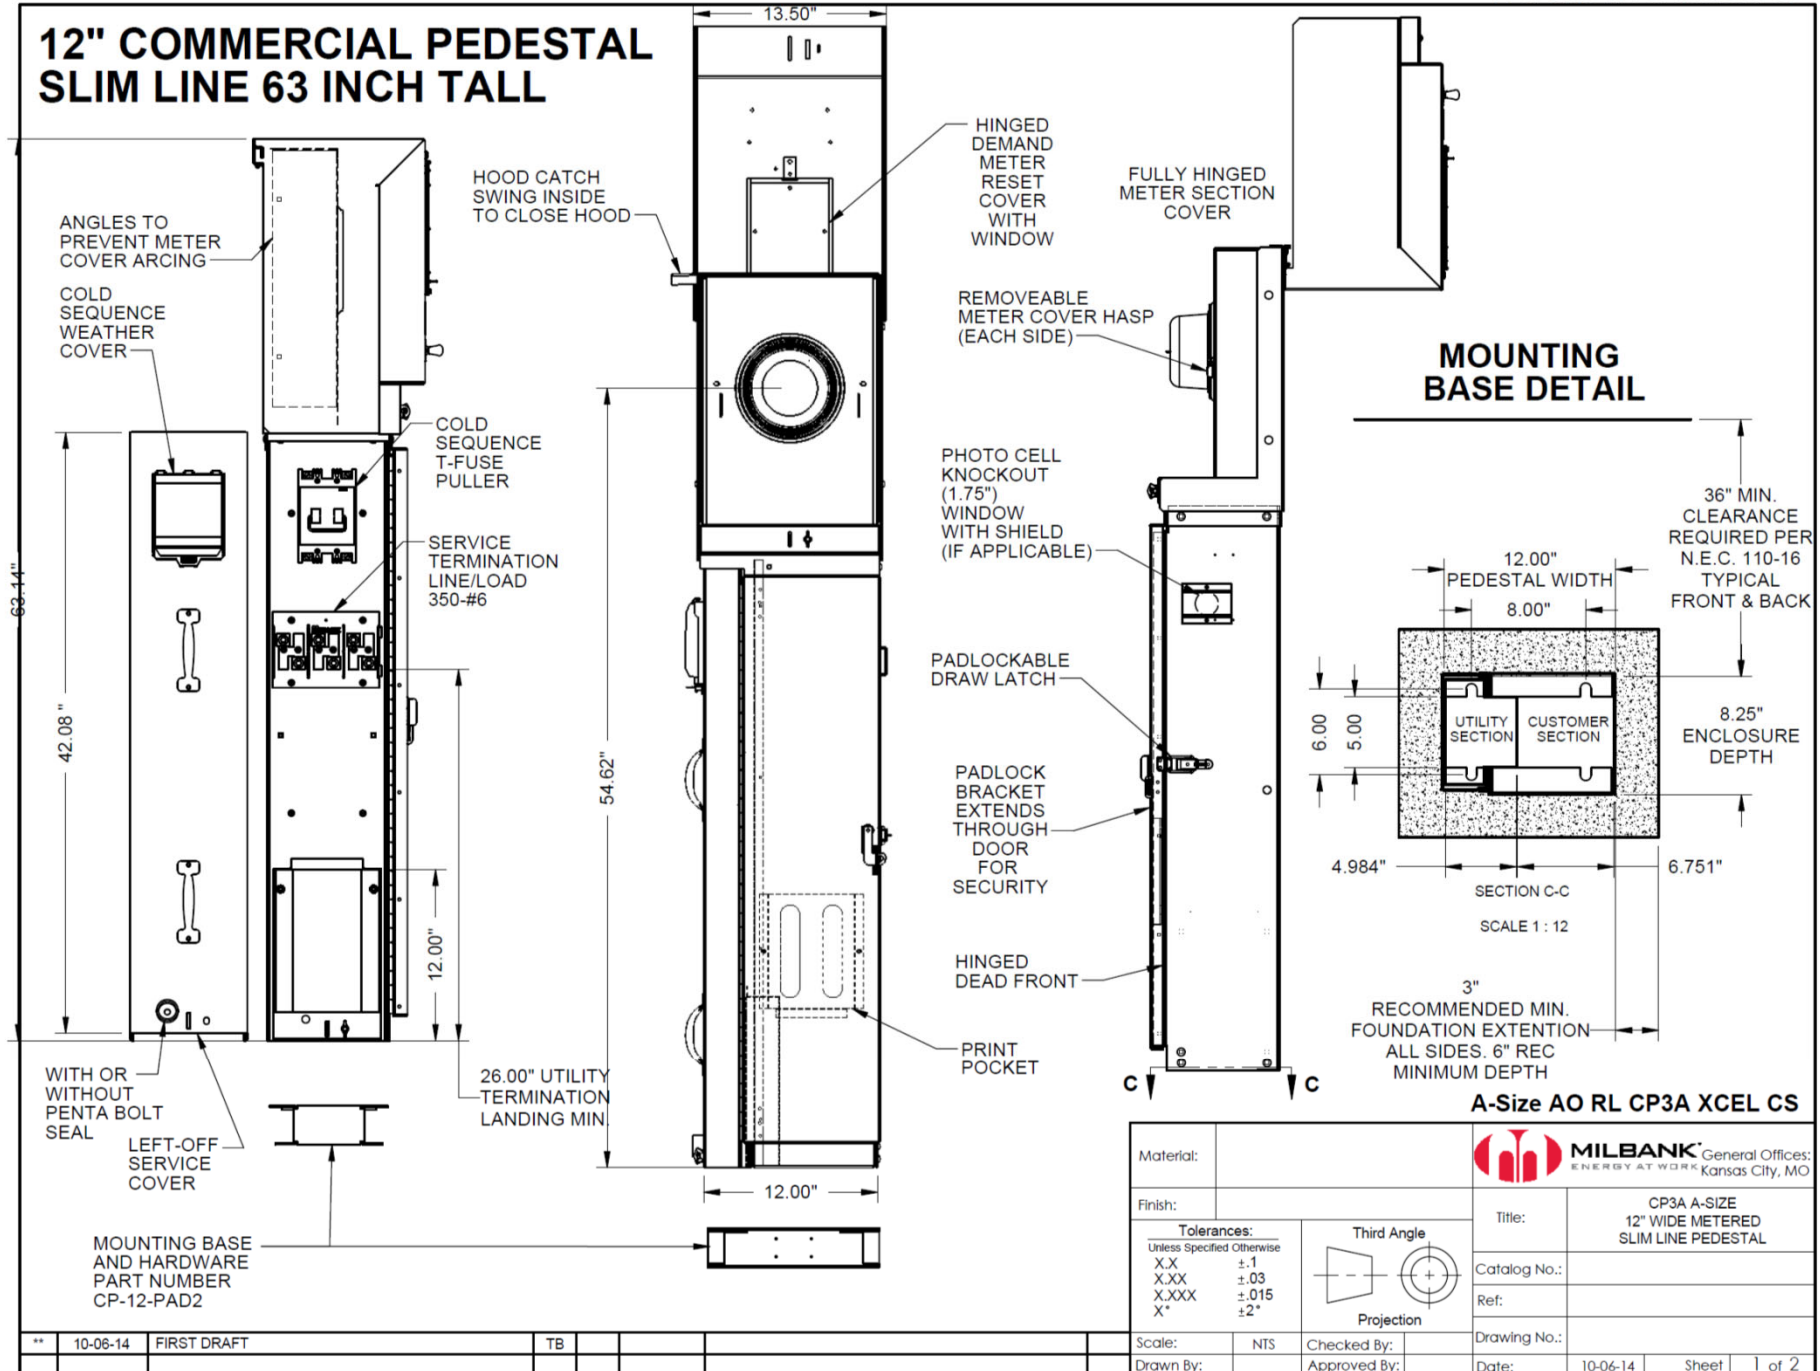 12" COMMERCIAL PEDESTAL
SLIM LINE 63 INCH TALL
13.50"
HINGED
DEMAND
METER
RESET
COVER
WITH
WINDOW
FULLY HINGED
METER SECTION
COVER
HOOD CATCH
SWING INSIDE
TO CLOSE HOOD
ANGLES TO
PREVENT METER
COVER ARCING
COLD
SEQUENCE
WEATHER
COVER
REMOVEABLE
METER COVER HASP
(EACH SIDE)
MOUNTING
BASE DETAIL
COLD
SEQUENCE
T-FUSE
PULLER
PHOTO CELL
KNOCKOUT
(1.75")
WINDOW
WITH SHIELD
(IF APPLICABLE)
36" MIN.
CLEARANCE
REQUIRED PER
N.E.C. 110-16
TYPICAL
FRONT & BACK
SERVICE
TERMINATION
LINE/LOAD
350-#6
63.14"
42.08 "
54.62"
12.00"
12.00"
PEDESTAL WIDTH
8.00"
PADLOCKABLE
DRAW LATCH
6.00
5.00
UTILITY
SECTION
CUSTOMER
SECTION
8.25"
ENCLOSURE
DEPTH
PADLOCK
BRACKET
EXTENDS
THROUGH
DOOR
FOR
SECURITY
4.984"
6.751"
SECTION C-C
SCALE 1 : 12
HINGED
DEAD FRONT
3"
RECOMMENDED MIN.
FOUNDATION EXTENTION
ALL SIDES. 6" REC
MINIMUM DEPTH
PRINT
POCKET
C
C
WITH OR
WITHOUT
PENTA BOLT
SEAL
26.00" UTILITY
TERMINATION
LANDING MIN.
LEFT-OFF
SERVICE
COVER
12.00"
MOUNTING BASE
AND HARDWARE
PART NUMBER
CP-12-PAD2
A-Size AO RL CP3A XCEL CS
Material:
MILBANK
ENERGY AT WORK
General Offices:
Kansas City, MO
Finish:
Title:
CP3A A-SIZE
12" WIDE METERED
SLIM LINE PEDESTAL
Tolerances:
Unless Specified Otherwise
X.X ±.1
X.XX ±.03
X.XXX ±.015
X° ±2°
Third Angle
Projection
Catalog No.:
Ref:
Drawing No.:
** 10-06-14 FIRST DRAFT TB
Scale: NTS
Checked By:
Drawn By:
Approved By:
Date: 10-06-14
Sheet 1 of 2